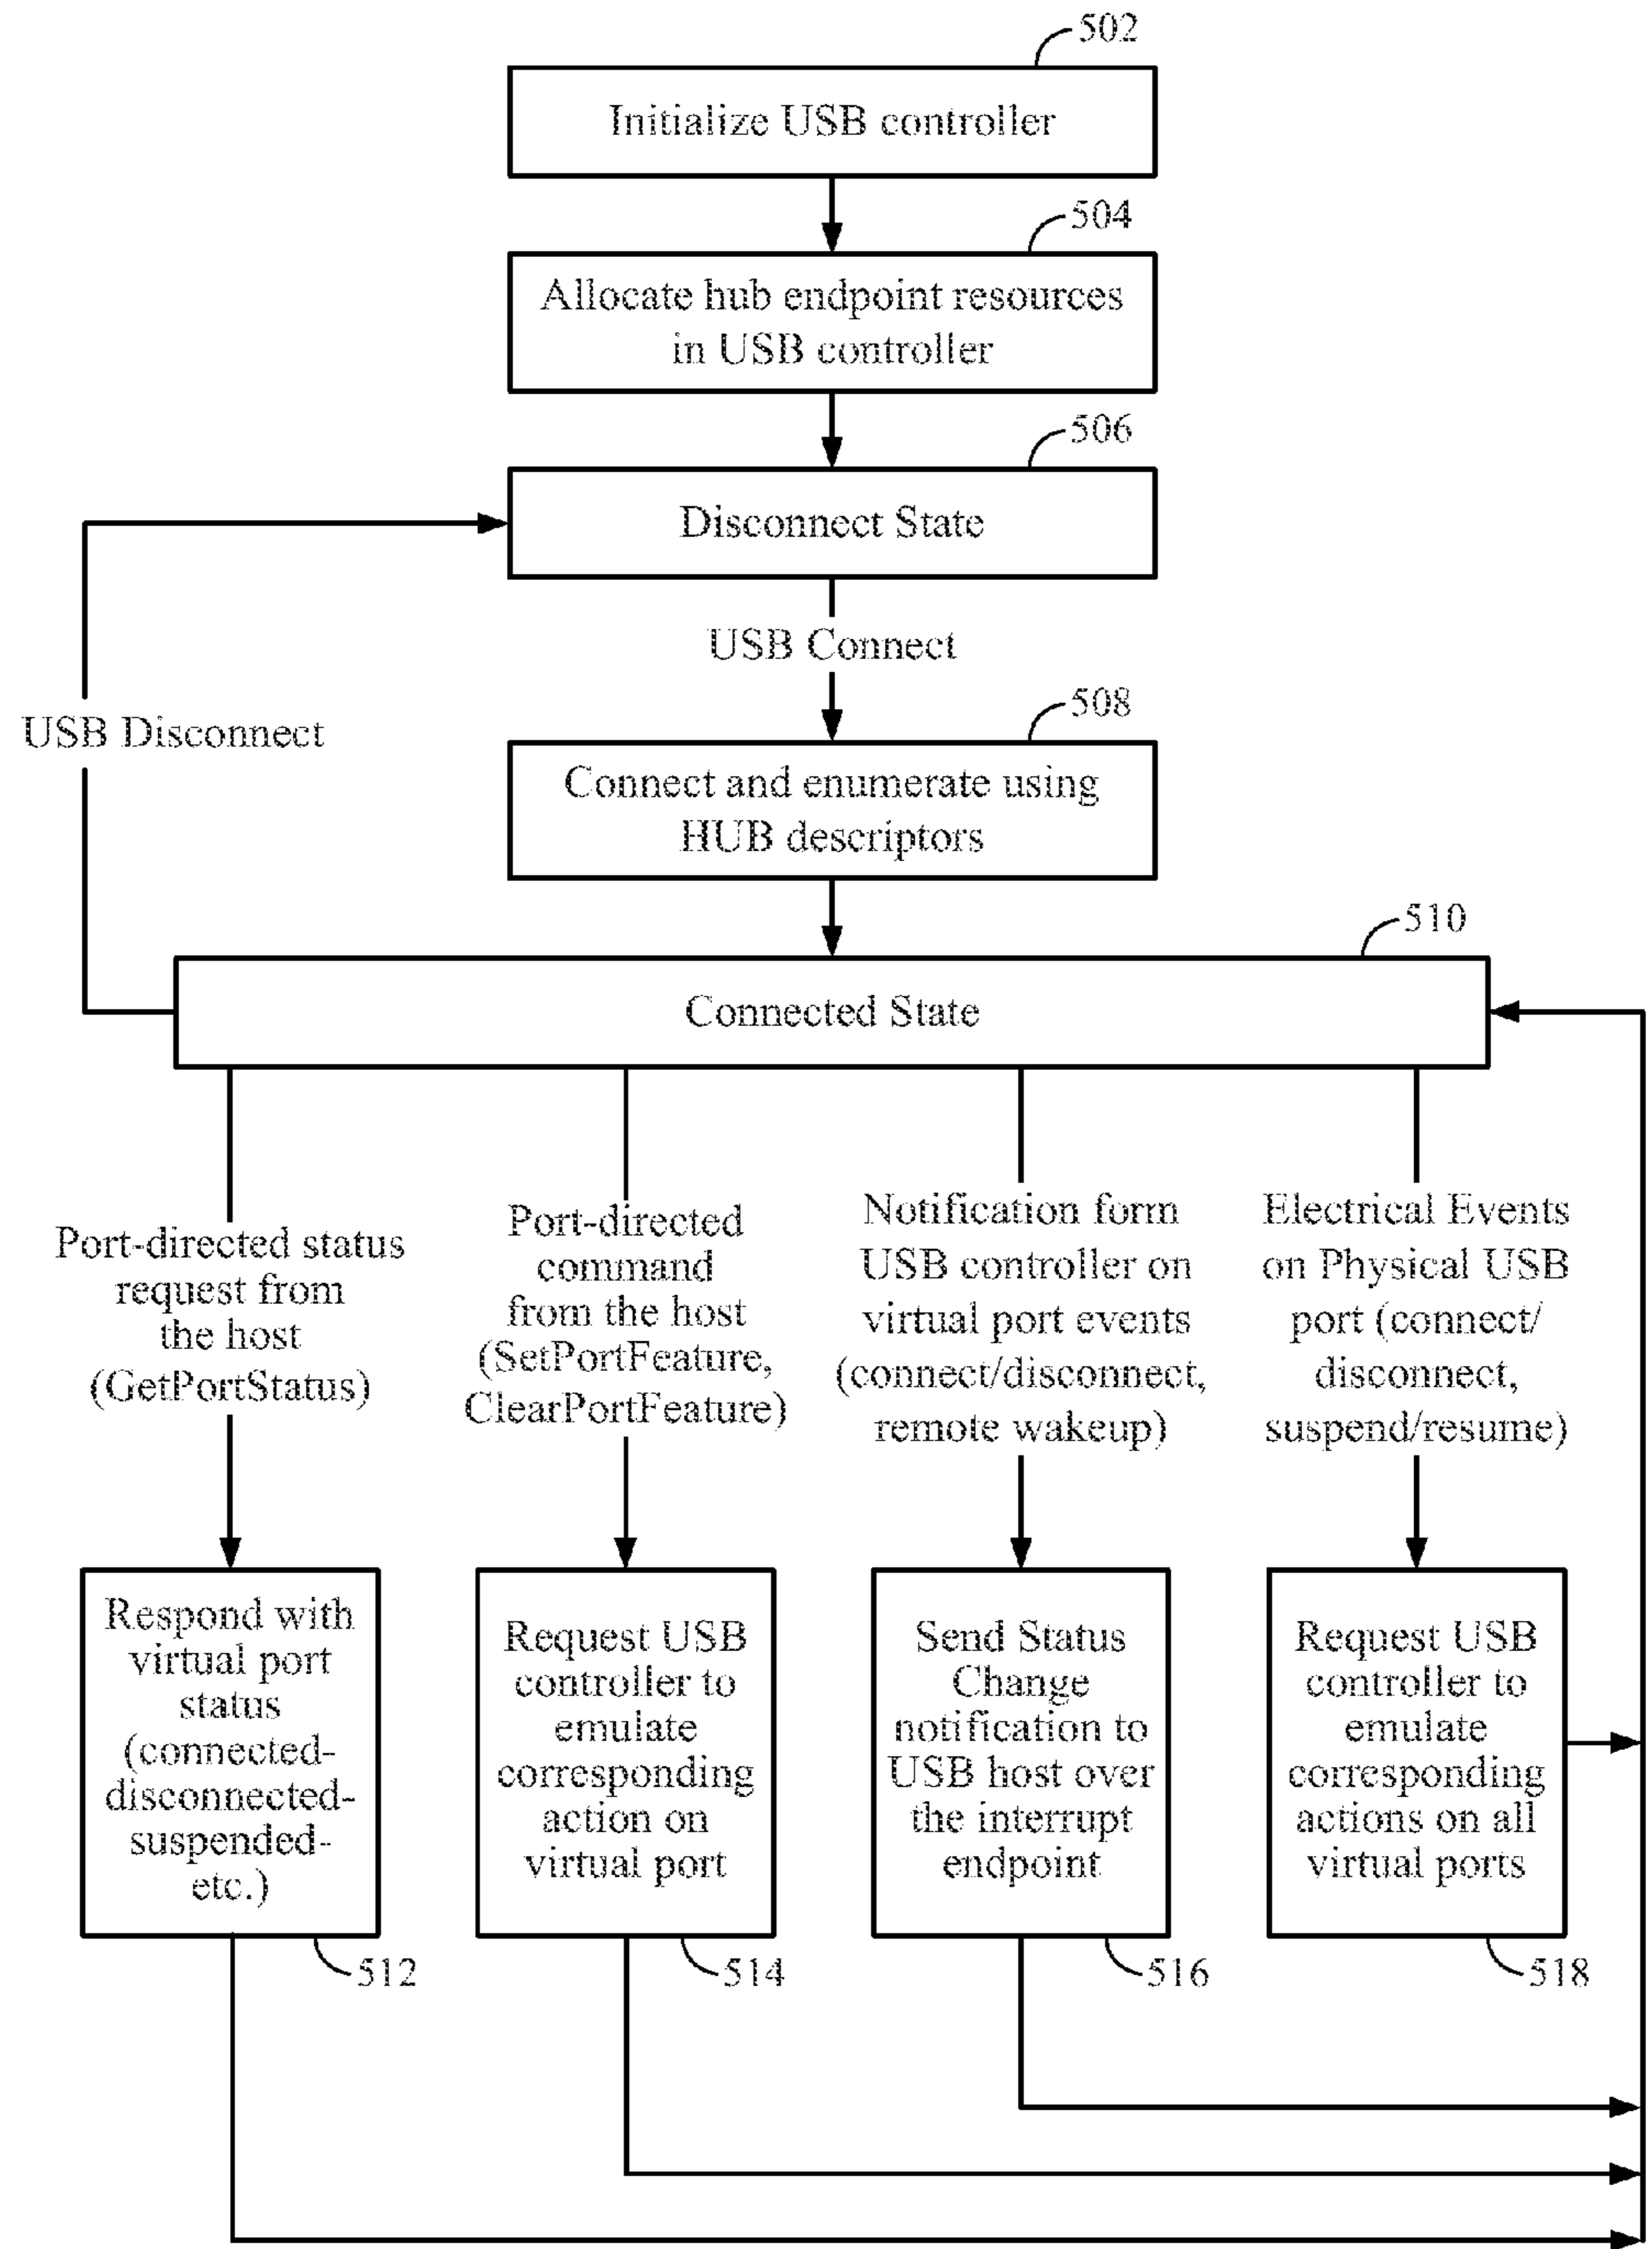 502
Initialize USB controller
504
Allocate hub endpoint resources
in USB controller
506
Disconnect State
USB Connect
USB Disconnect
508
Connect and enumerate using
HUB descriptors
510
Connected State
Port-directed status
request from
the host
(GetPortStatus)
Port-directed
command
from the host
(SetPortFeature,
ClearPortFeature)
Notification form
USB controller on
virtual port events
(connect/disconnect,
remote wakeup)
Electrical Events
on Physical USB
port (connect/
disconnect,
suspend/resume)
Respond with
virtual port
status
(connected-
disconnected-
suspended-
etc.)
512
Request USB
controller to
emulate
corresponding
action on
virtual port
514
Send Status
Change
notification to
USB host over
the interrupt
endpoint
516
Request USB
controller to
emulate
corresponding
actions on all
virtual ports
518